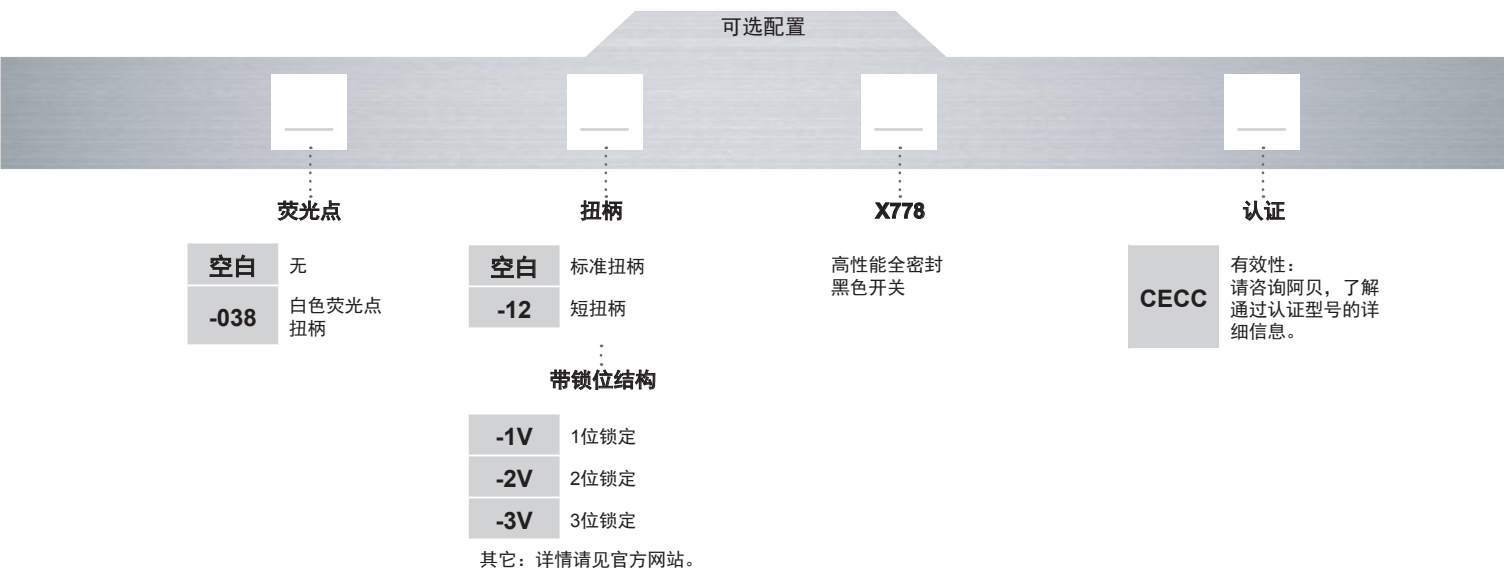 可选配置
荧光点
空白 无
-038 白色荧光点
扭柄
扭柄
空白 标准扭柄
-12 短扭柄
带锁位结构
-1V 1位锁定
-2V 2位锁定
-3V 3位锁定
其它：详情请见官方网站。
X778
高性能全密封
黑色开关
认证
CECC
有效性：
请咨询阿贝，了解
通过认证型号的详
细信息。